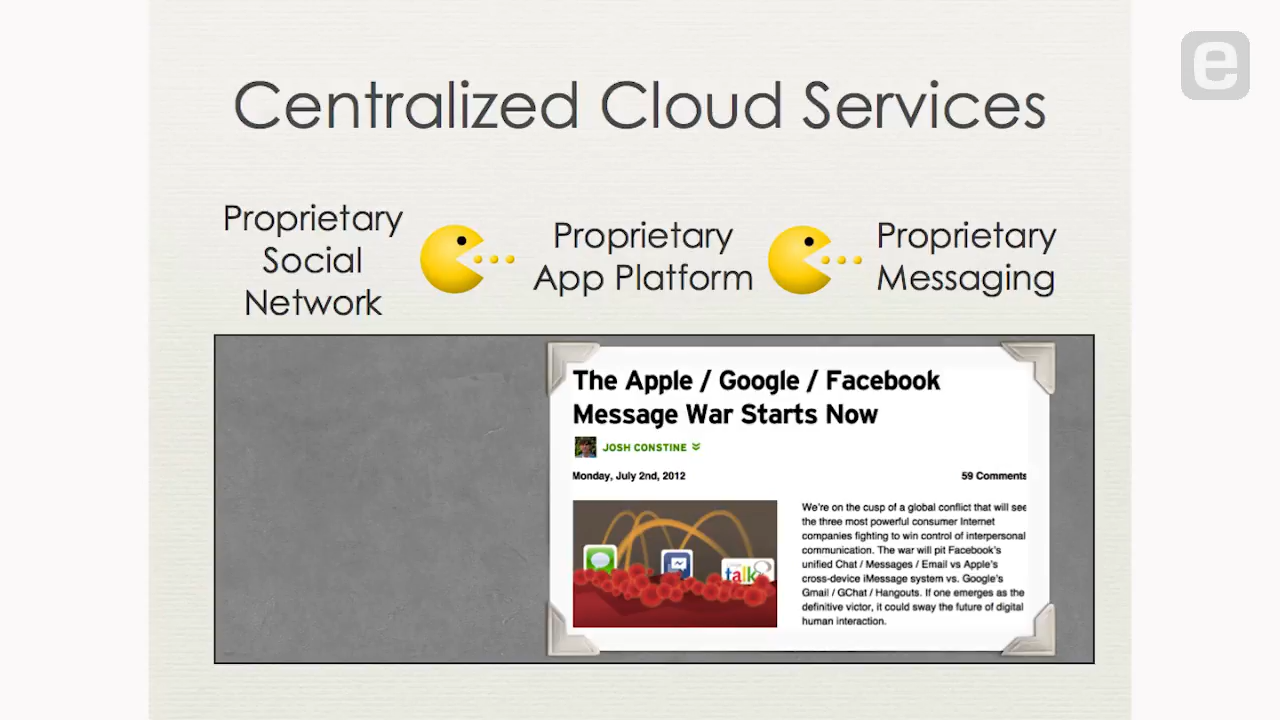 e
Centralized Cloud Services
Proprietary
Social
Network
Proprietary
App Platform
Proprietary
Messaging
The Apple / Google / Facebook
Message War Starts Now
JOSH CONSTINE
Monday, July 2nd, 2012
59 Comments
talk
We're on the cusp of a global conflict that will see
the three most powerful consumer Internet
companies fighting to win control of interpersonal
communication. The war will pit Facebook's
unified Chat / Messages / Email vs Apple's
cross-device iMessage system vs. Google's
Gmail / GChat / Hangouts. If one emerges as the
definitive victor, it could sway the future of digital
human interaction.